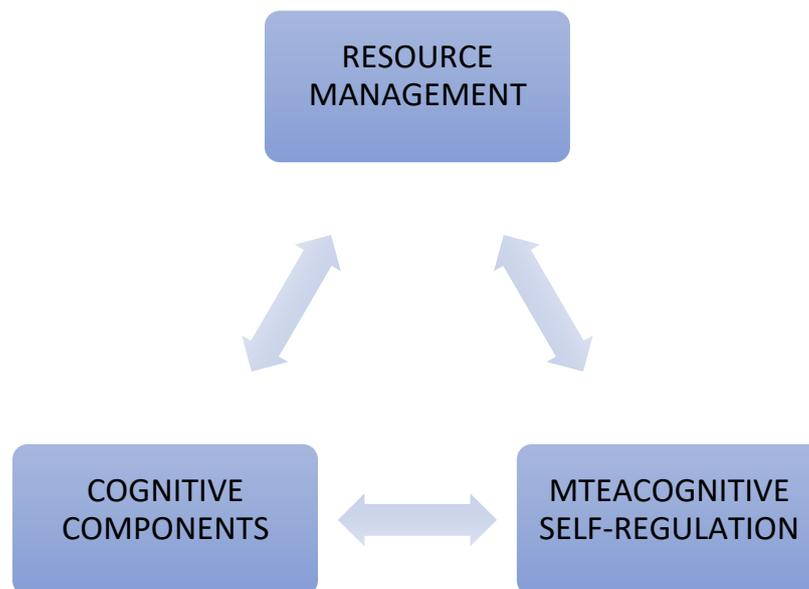 RESOURCE
MANAGEMENT
COGNITIVE
COMPONENTS
MTEACOGNITIVE
SELF-REGULATION